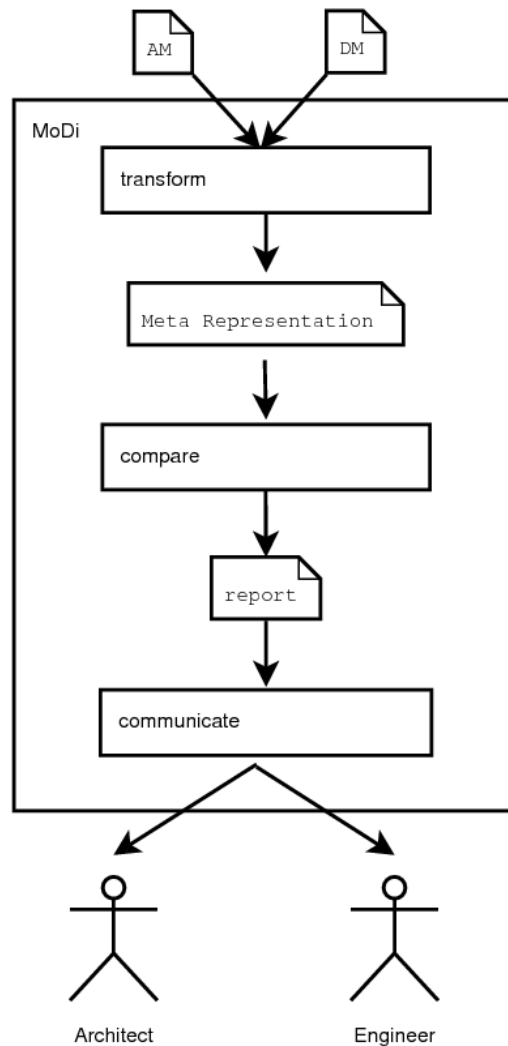 AM
DM
MoDi
transform
Meta Representation
compare
report
communicate
Architect
Engineer